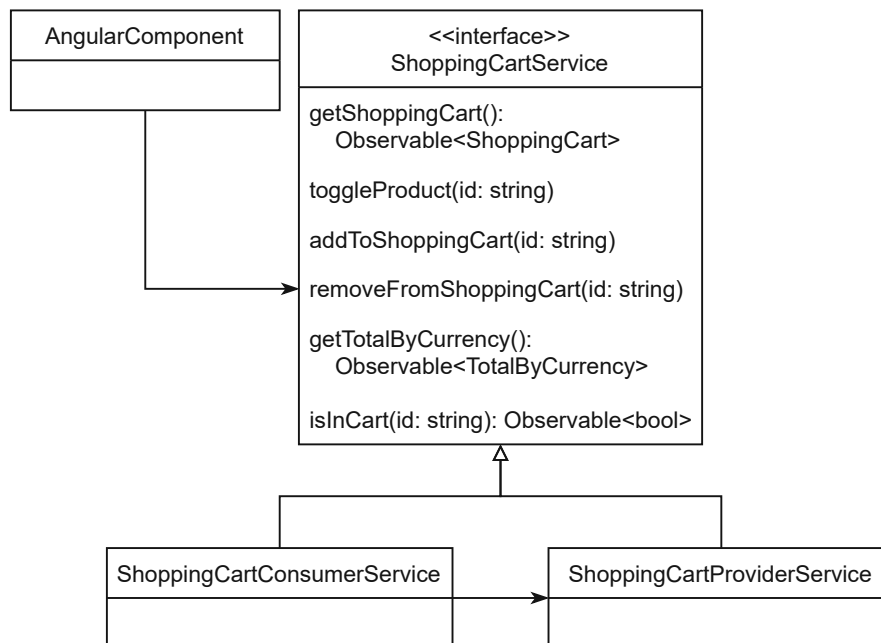 AngularComponent
<<interface>>
ShoppingCartService
getShoppingCart():
Observable<ShoppingCart>
toggleProduct(id: string)
addToShoppingCart(id: string)
removeFromShoppingCart(id: string)
getTotalByCurrency():
Observable<TotalByCurrency>
isInCart(id: string): Observable<bool>
ShoppingCartConsumerService
ShoppingCartProviderService